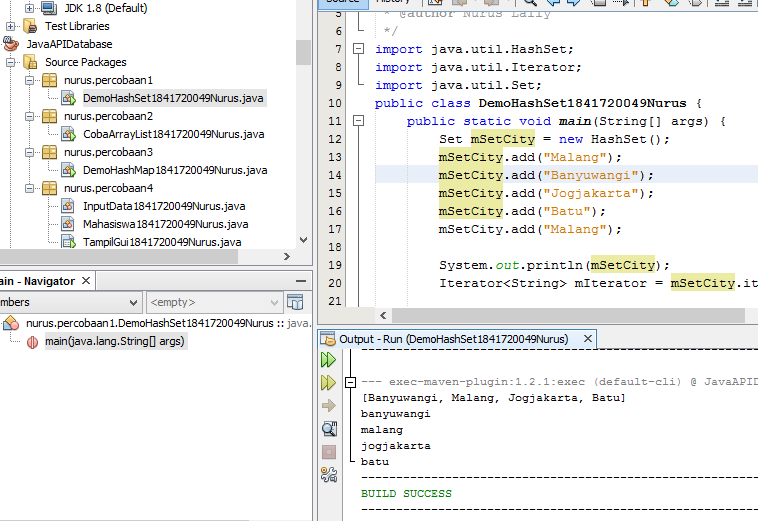 JDK 1.8 (Default)
Test Libraries
JavaAPIDatabase
Source Packages
nurus.percobaan1
DemoHashSet1841720049Nurus.java
nurus.percobaan2
CobaArrayList1841720049Nurus.java
nurus.percobaan3
DemoHashMap1841720049Nurus.java
nurus.percobaan4
InputData1841720049Nurus.java
Mahasiswa1841720049Nurus.java
TampilGui1841720049Nurus.java
ain - Navigator
mbers
<empty>
nurus.percobaan1.DemoHashSet1841720049Nurus :: java.
main(java.lang.String[] args)
Source History
5 * @author Nurus Laily
6 */
7 import java.util.HashSet;
8 import java.util.Iterator;
9 import java.util.Set;
10 public class DemoHashSet1841720049Nurus {
11 public static void main(String[] args) {
12 Set mSetCity = new HashSet();
13 mSetCity.add("Malang");
14 mSetCity.add("Banyuwangi");
15 mSetCity.add("Jogjakarta");
16 mSetCity.add("Batu");
17 mSetCity.add("Malang");
18
19 System.out.println(mSetCity);
20 Iterator<String> mIterator = mSetCity.it
21
Output - Run (DemoHashSet1841720049Nurus)
--- exec-maven-plugin:1.2.1:exec (default-cli) @ JavaAPID
[Banyuwangi, Malang, Jogjakarta, Batu]
banyuwangi
malang
jogjakarta
batu
------------------------------------------------------------------------
BUILD SUCCESS
------------------------------------------------------------------------